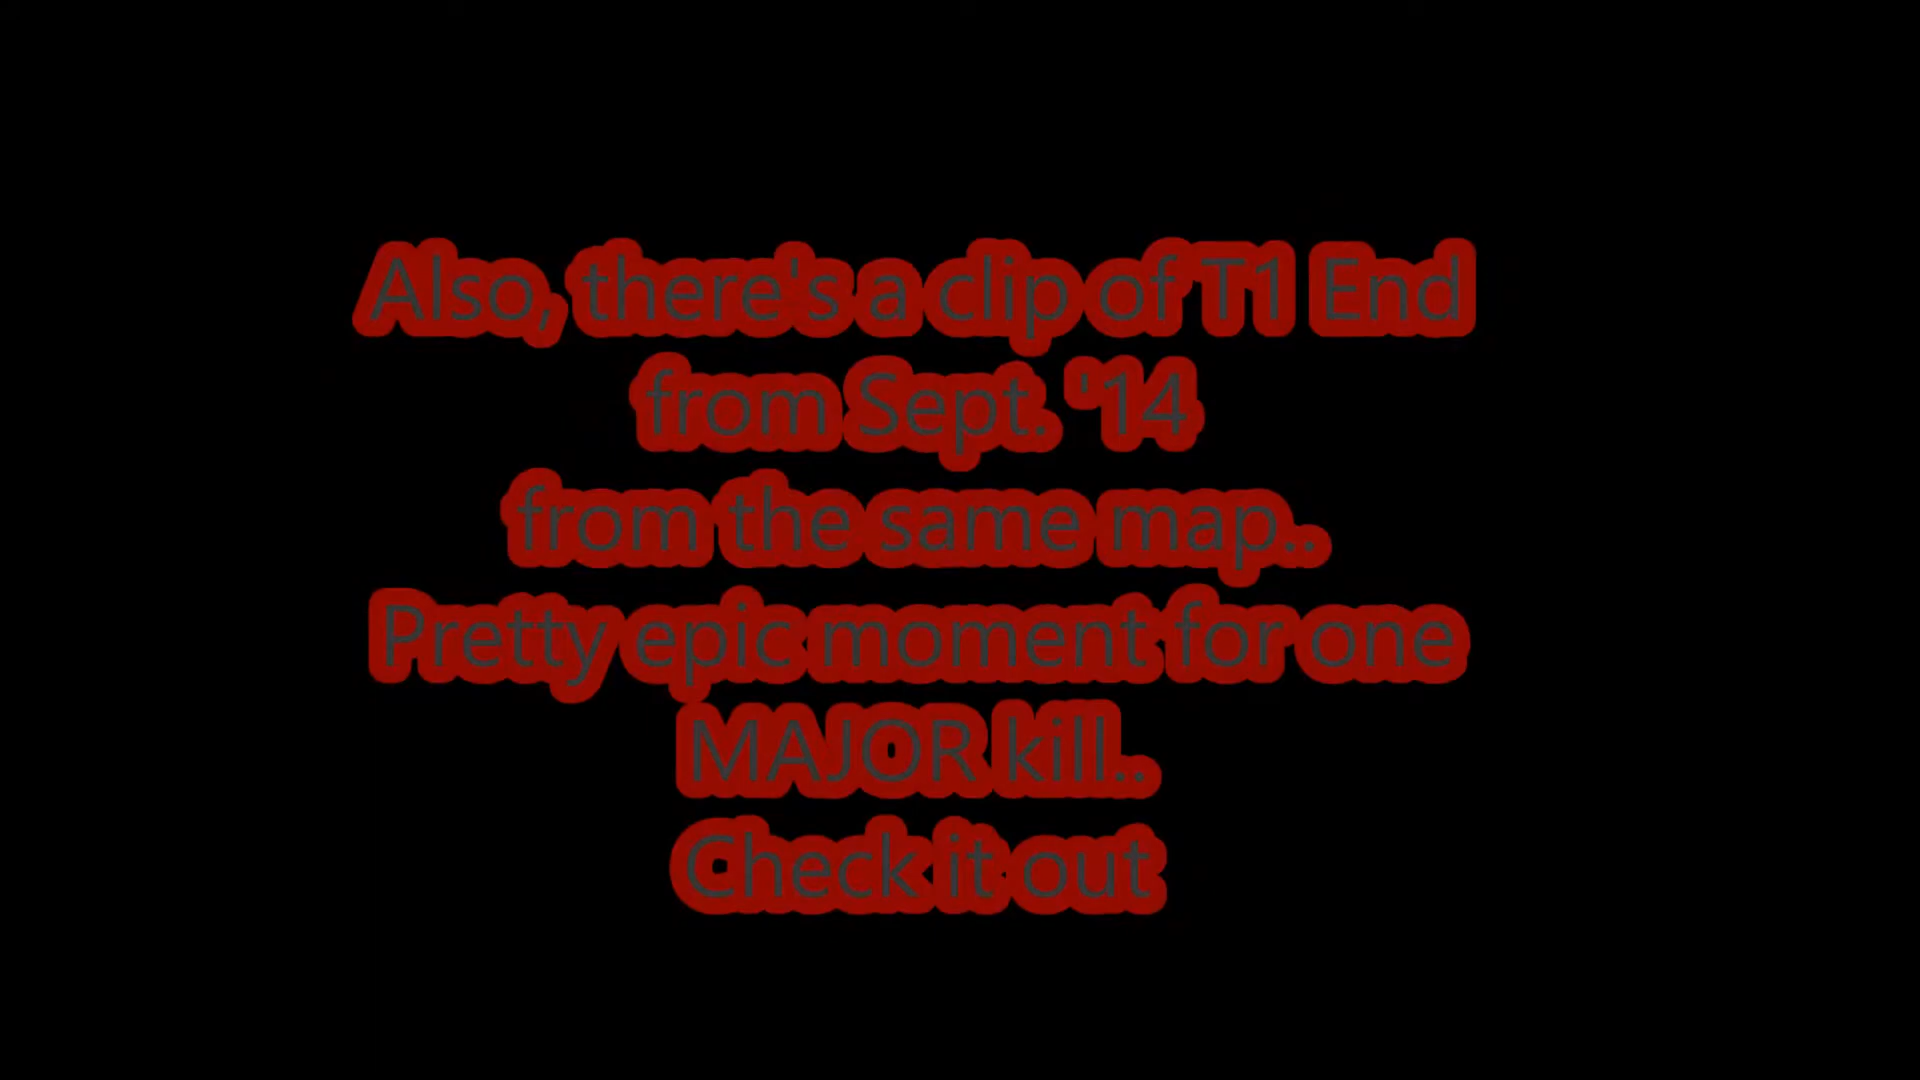 Also, there's a clip of T1 End
from Sept. '14
from the same map..
Pretty epic moment for one
MAJOR kill..
Check it out